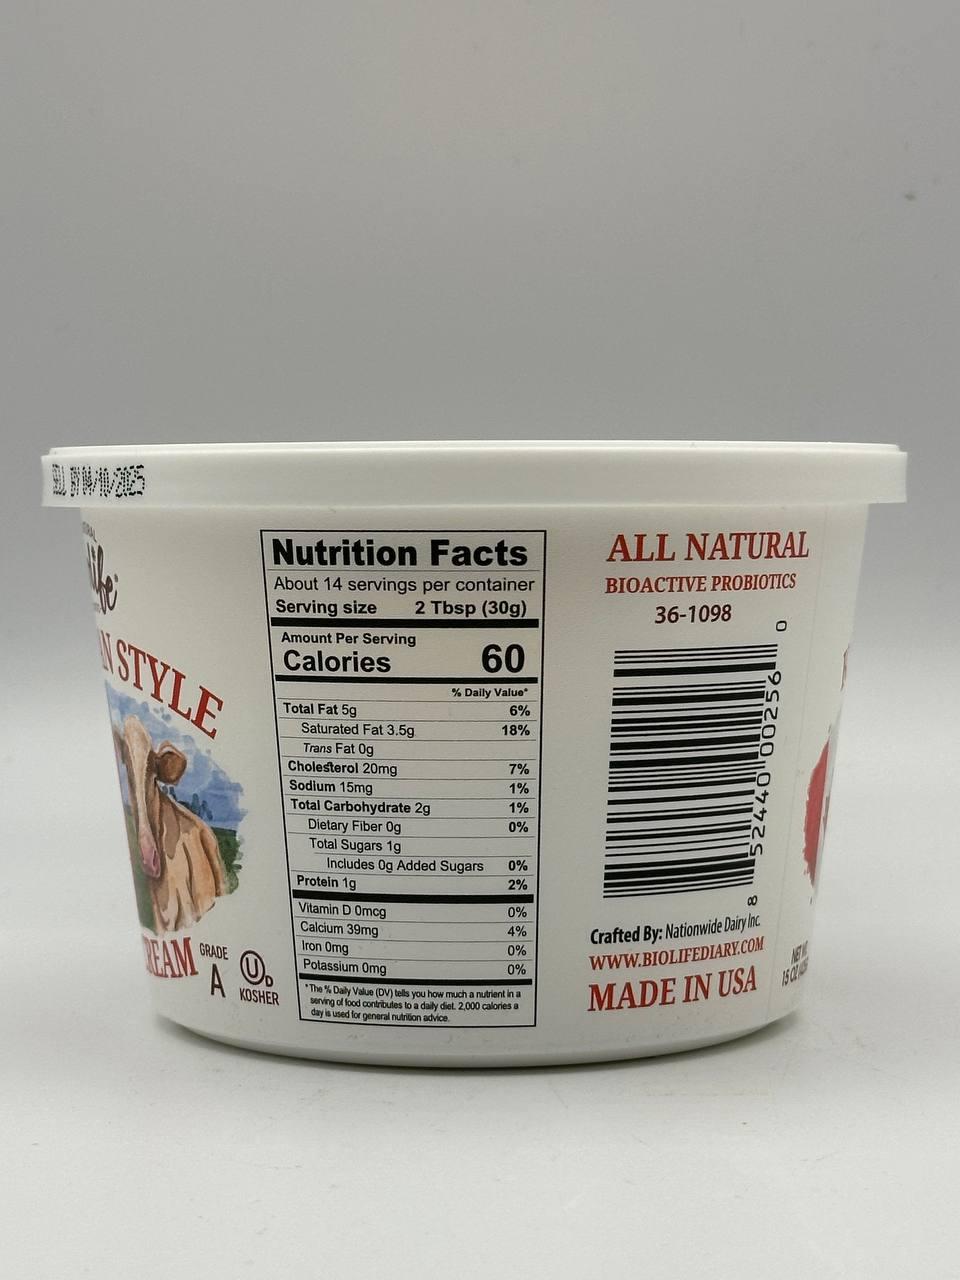 SELL BY 04/10/2025
STYLE
GRADE
A
U D
KOSHER
Nutrition Facts
About 14 servings per container
Serving size 2 Tbsp (30g)
Amount Per Serving
Calories 60
% Daily Value*
Total Fat 5g 6%
Saturated Fat 3.5g 18%
Trans Fat 0g
Cholesterol 20mg 7%
Sodium 15mg 1%
Total Carbohydrate 2g 1%
Dietary Fiber 0g 0%
Total Sugars 1g
Includes 0g Added Sugars 0%
Protein 1g 2%
Vitamin D 0mcg 0%
Calcium 39mg 4%
Iron 0mg 0%
Potassium 0mg 0%
*The % Daily Value (DV) tells you how much a nutrient in a
serving of food contributes to a daily diet. 2,000 calories a
day is used for general nutrition advice.
ALL NATURAL
BIOACTIVE PROBIOTICS
36-1098
8 52440 00256 0
Crafted By: Nationwide Dairy Inc.
WWW.BIOLIFEDIARY.COM
MADE IN USA
NET WT.
15 OZ